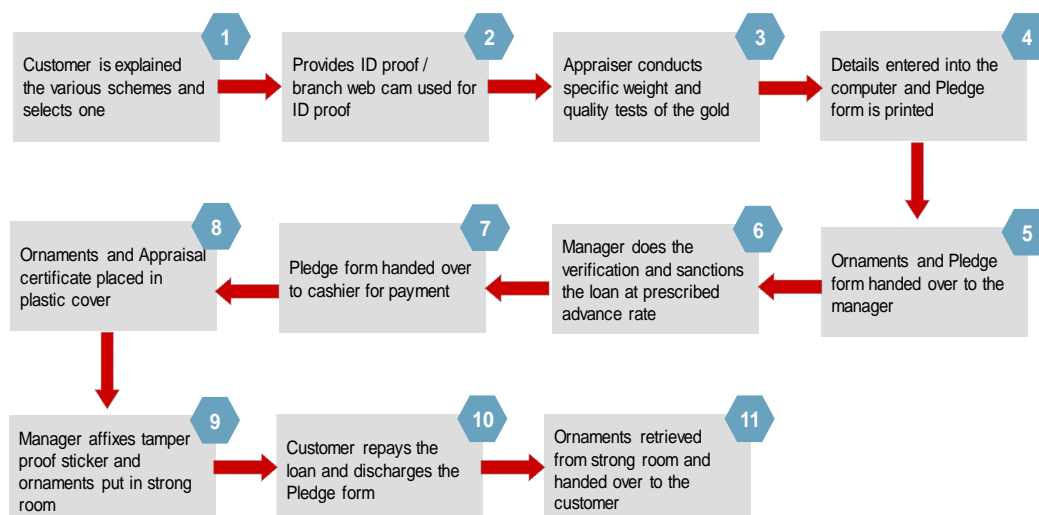 1
Customer is explained
the various schemes and
selects one
2
Provides ID proof /
branch web cam used for
ID proof
3
Appraiser conducts
specific weight and
quality tests of the gold
4
Details entered into the
computer and Pledge
form is printed
5
Ornaments and Pledge
form handed over to the
manager
6
Manager does the
verification and sanctions
the loan at prescribed
advance rate
7
Pledge form handed over
to cashier for payment
8
Ornaments and Appraisal
certificate placed in
plastic cover
9
Manager affixes tamper
proof sticker and
ornaments put in strong
room
10
Customer repays the
loan and discharges the
Pledge form
11
Ornaments retrieved
from strong room and
handed over to the
customer